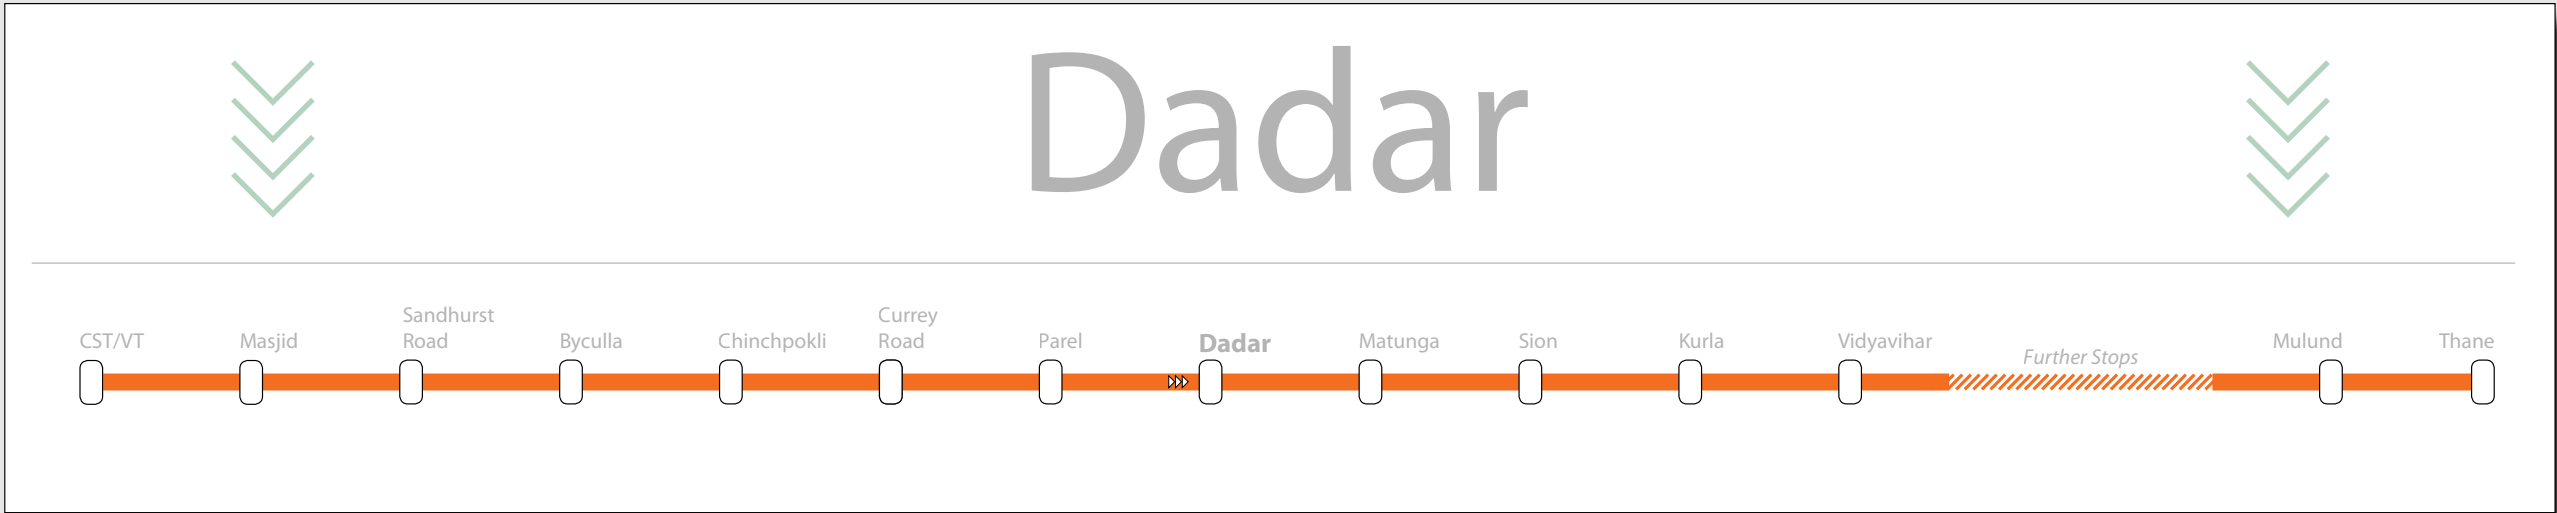 Dadar
CST/VT
Masjid
Sandhurst
Road
Byculla
Chinchpokli
Currey
Road
Parel
Dadar
Matunga
Sion
Kurla
Vidyavihar
Further Stops
Mulund
Thane